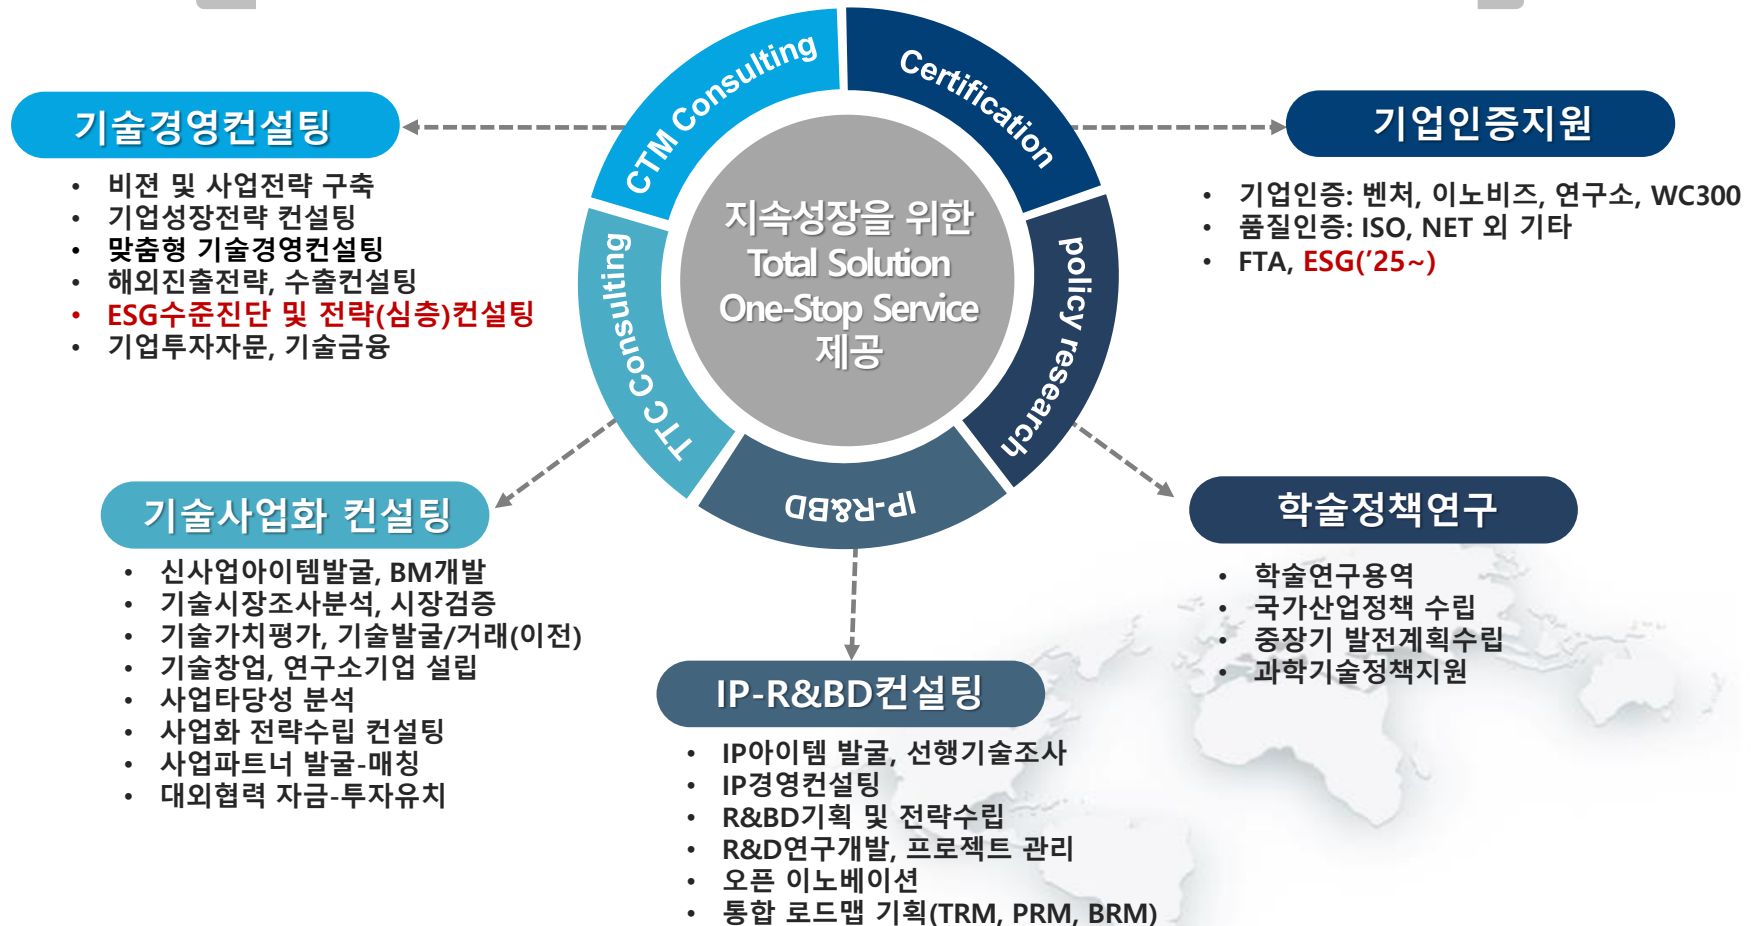 CTM Consulting
Certification
policy research
IP-R&BD
TTC Consulting
지속성장을 위한
Total Solution
One-Stop Service
제공
기술경영컨설팅
• 비젼 및 사업전략 구축
• 기업성장전략 컨설팅
• 맞춤형 기술경영컨설팅
• 해외진출전략, 수출컨설팅
• ESG수준진단 및 전략(심층)컨설팅
• 기업투자자문, 기술금융
기업인증지원
• 기업인증: 벤처, 이노비즈, 연구소, WC300
• 품질인증: ISO, NET 외 기타
• FTA, ESG(’25~)
기술사업화 컨설팅
• 신사업아이템발굴, BM개발
• 기술시장조사분석, 시장검증
• 기술가치평가, 기술발굴/거래(이전)
• 기술창업, 연구소기업 설립
• 사업타당성 분석
• 사업화 전략수립 컨설팅
• 사업파트너 발굴-매칭
• 대외협력 자금-투자유치
IP-R&BD컨설팅
• IP아이템 발굴, 선행기술조사
• IP경영컨설팅
• R&BD기획 및 전략수립
• R&D연구개발, 프로젝트 관리
• 오픈 이노베이션
• 통합 로드맵 기획(TRM, PRM, BRM)
학술정책연구
• 학술연구용역
• 국가산업정책 수립
• 중장기 발전계획수립
• 과학기술정책지원